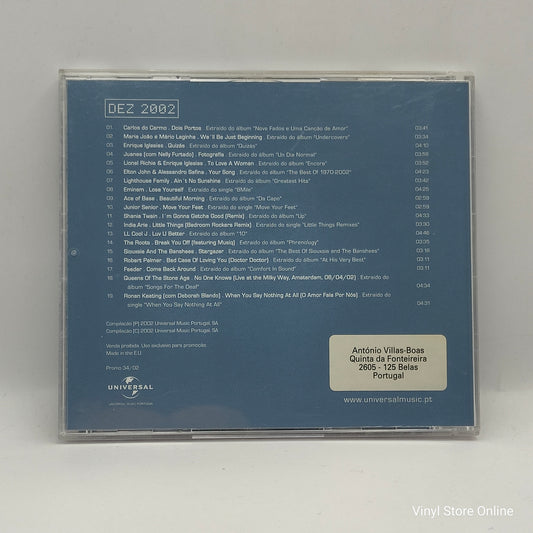 DEZ 2002
01. Carlos do Carmo . Dois Portos . Extraído do álbum "Nove Fados e Uma Canção de Amor" 03:41
02. Maria João e Mário Laginha . We´ll Be Just Beginning . Extraído do álbum "Undercovers" 03:38
03. Enrique Iglesias . Quizás . Extraído do álbum "Quizás" 04:10
04. Juanes (com Nelly Furtado) . Fotografía . Extraído do álbum "Un Dia Normal" 03:58
05. Lionel Richie & Enrique Iglesias . To Love A Woman . Extraído do álbum "Encore" 03:52
06. Elton John & Alessandro Safina . Your Song . Extraído do álbum "The Best Of 1970.2002" 04:23
07. Lighthouse Family . Ain´t No Sunshine . Extraído do álbum "Greatest Hits" 03:42
08. Eminem . Lose Yourself . Extraído do single "8Mile" 04:25
09. Ace of Base . Beautiful Morning . Extraído do álbum "Da Capo" 02:59
10. Junior Senior . Move Your Feet . Extraído do single "Move Your Feet" 02:59
11. Shania Twain . I´m Gonna Getcha Good (Remix) . Extraído do álbum "Up" 04:33
12. India.Arie . Little Things (Bedroom Rockers Remix) . Extraído do single "Little Things Remixes" 03:30
13. LL Cool J . Luv U Better . Extraído do álbum "10" 04:46
14. The Roots . Break You Off (featuring Musiq) . Extraído do álbum "Phrenology" 03:35
15. Siouxsie And The Banshees . Stargazer . Extraído do álbum "The Best Of Siouxsie and The Banshees" 03:16
16. Robert Palmer . Bad Case Of Loving You (Doctor Doctor) . Extraído do álbum "At His Very Best" 03:11
17. Feeder . Come Back Around . Extraído do álbum "Comfort In Sound" 03:11
18. Queens Of The Stone Age . No One Knows (Live at the Milky Way, Amsterdam, 08/04/02) . Extraído do
álbum "Songs For The Deaf" 04:34
19. Ronan Keating (com Deborah Blando) . When You Say Nothing At All (O Amor Fala Por Nós) . Extraído do
single "When You Say Nothing At All" 04:31
Compilação [P] 2002 Universal Music Portugal, SA
Compilação [C] 2002 Universal Music Portugal, SA
Venda proibida. Uso exclusivo para promoção.
Made in the E.U.
Promo 34/02
UNIVERSAL
UNIVERSAL MUSIC PORTUGAL
António Villas-Boas
Quinta da Fonteireira
2605 - 125 Belas
Portugal
www.universalmusic.pt
Vinyl Store Online